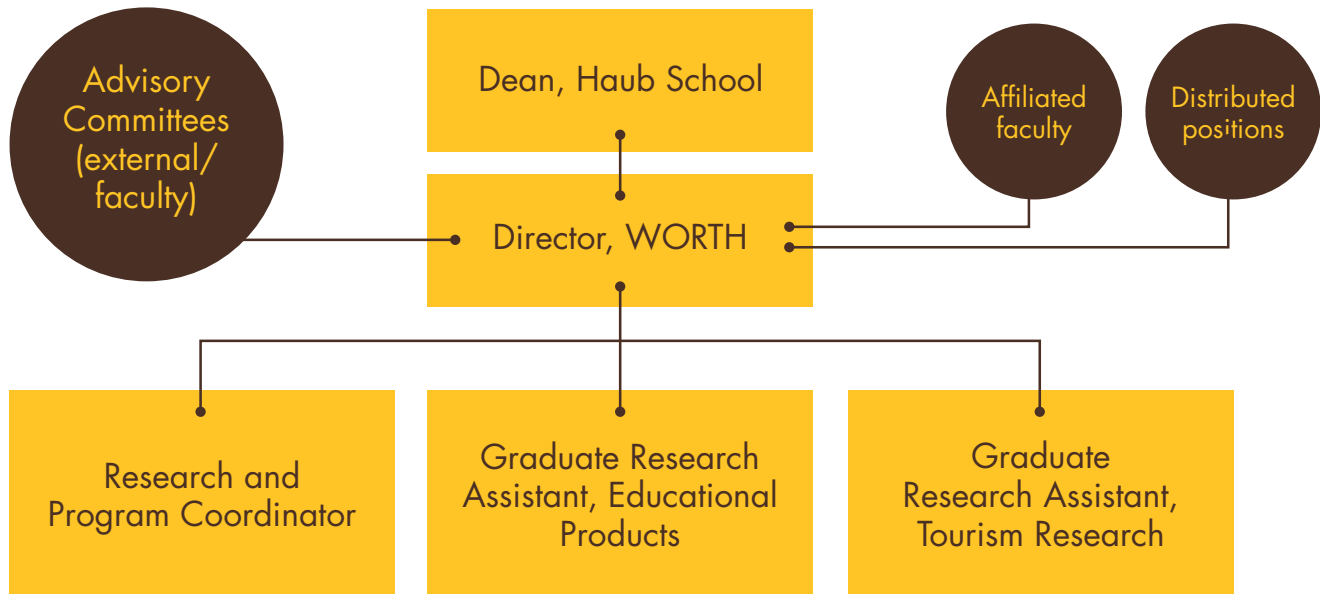 Advisory
Committees
(external/
faculty)
Dean, Haub School
Affiliated
faculty
Distributed
positions
Director, WORTH
Research and
Program Coordinator
Graduate Research
Assistant, Educational
Products
Graduate
Research Assistant,
Tourism Research